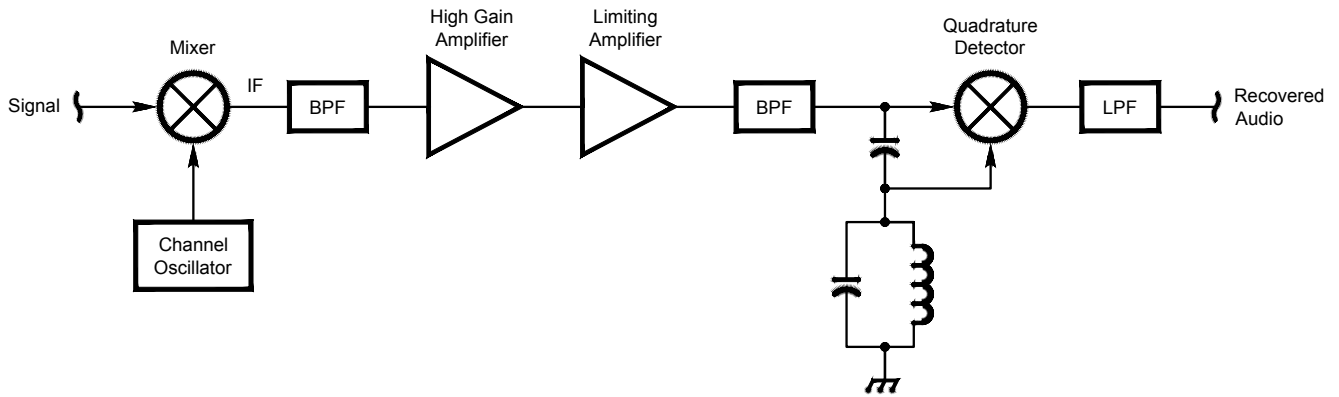 Signal
Mixer
IF
Channel
Oscillator
BPF
High Gain
Amplifier
Limiting
Amplifier
BPF
Quadrature
Detector
LPF
Recovered
Audio